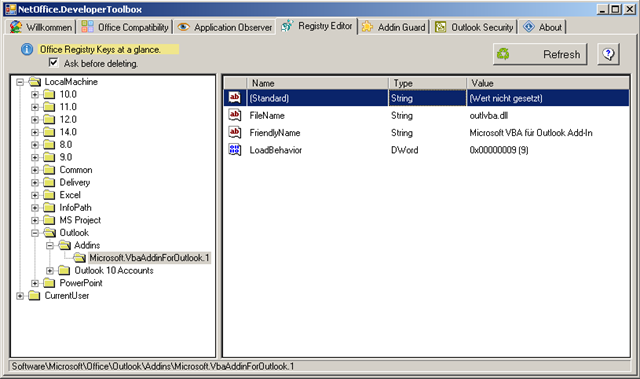 NetOffice.DeveloperToolbox
Willkommen Office Compatibility Application Observer Registry Editor Addin Guard Outlook Security About
Office Registry Keys at a glance.
Ask before deleting.
Refresh
LocalMachine
10.0
11.0
12.0
14.0
8.0
9.0
Common
Delivery
Excel
InfoPath
MS Project
Outlook
Addins
Microsoft.VbaAddinForOutlook.1
Outlook 10 Accounts
PowerPoint
CurrentUser
Name Type Value
(Standard) String (Wert nicht gesetzt)
FileName String outlvba.dll
FriendlyName String Microsoft VBA für Outlook Add-In
LoadBehavior DWord 0x00000009 (9)
Software\Microsoft\Office\Outlook\Addins\Microsoft.VbaAddinForOutlook.1